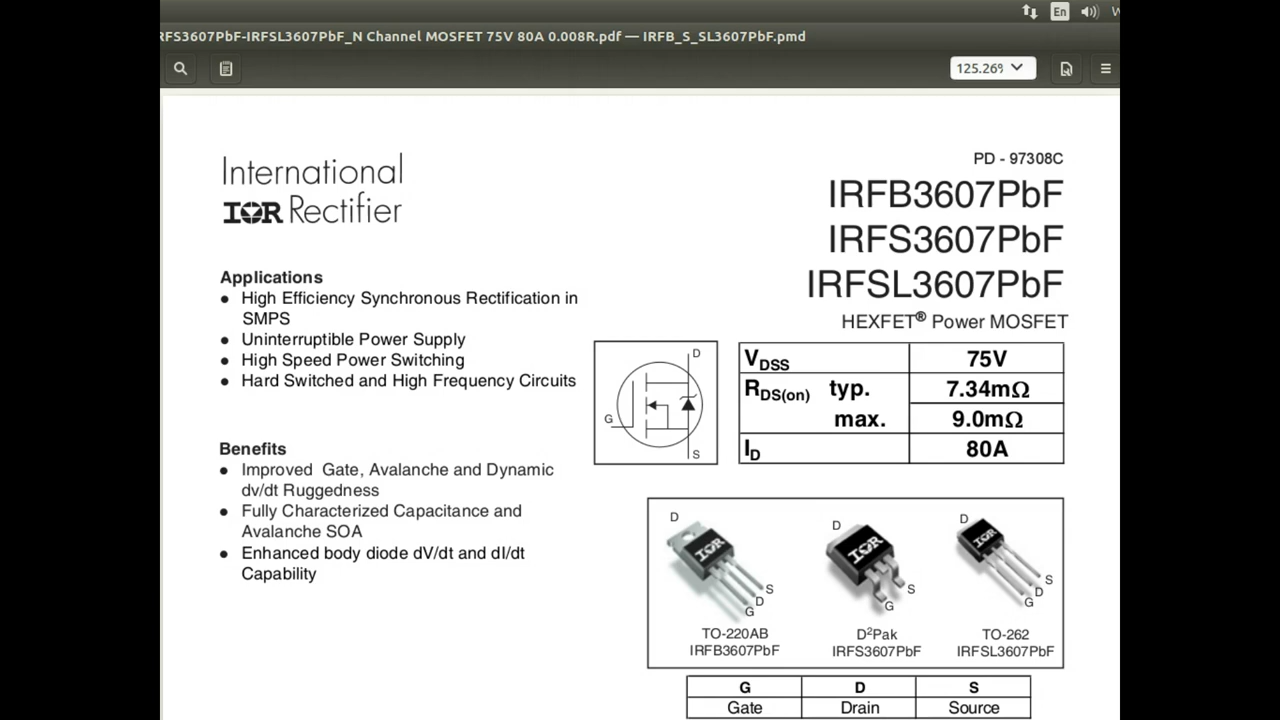 En
RFS3607PbF-IRFSL3607PbF_N Channel MOSFET 75V 80A 0.008R.pdf — IRFB_S_SL3607PbF.pmd
125.26%
International
IOR Rectifier
PD - 97308C
IRFB3607PbF
IRFS3607PbF
IRFSL3607PbF
HEXFET® Power MOSFET
Applications
● High Efficiency Synchronous Rectification in
SMPS
● Uninterruptible Power Supply
● High Speed Power Switching
● Hard Switched and High Frequency Circuits
Benefits
● Improved Gate, Avalanche and Dynamic
dv/dt Ruggedness
● Fully Characterized Capacitance and
Avalanche SOA
● Enhanced body diode dV/dt and dI/dt
Capability
D
G
S
VDSS 75V
RDS(on) typ. 7.34mΩ
max. 9.0mΩ
ID 80A
D
IOR
S
D
G
TO-220AB
IRFB3607PbF
D
IOR
S
G
D²Pak
IRFS3607PbF
D
IOR
S
D
G
TO-262
IRFSL3607PbF
G D S
Gate Drain Source